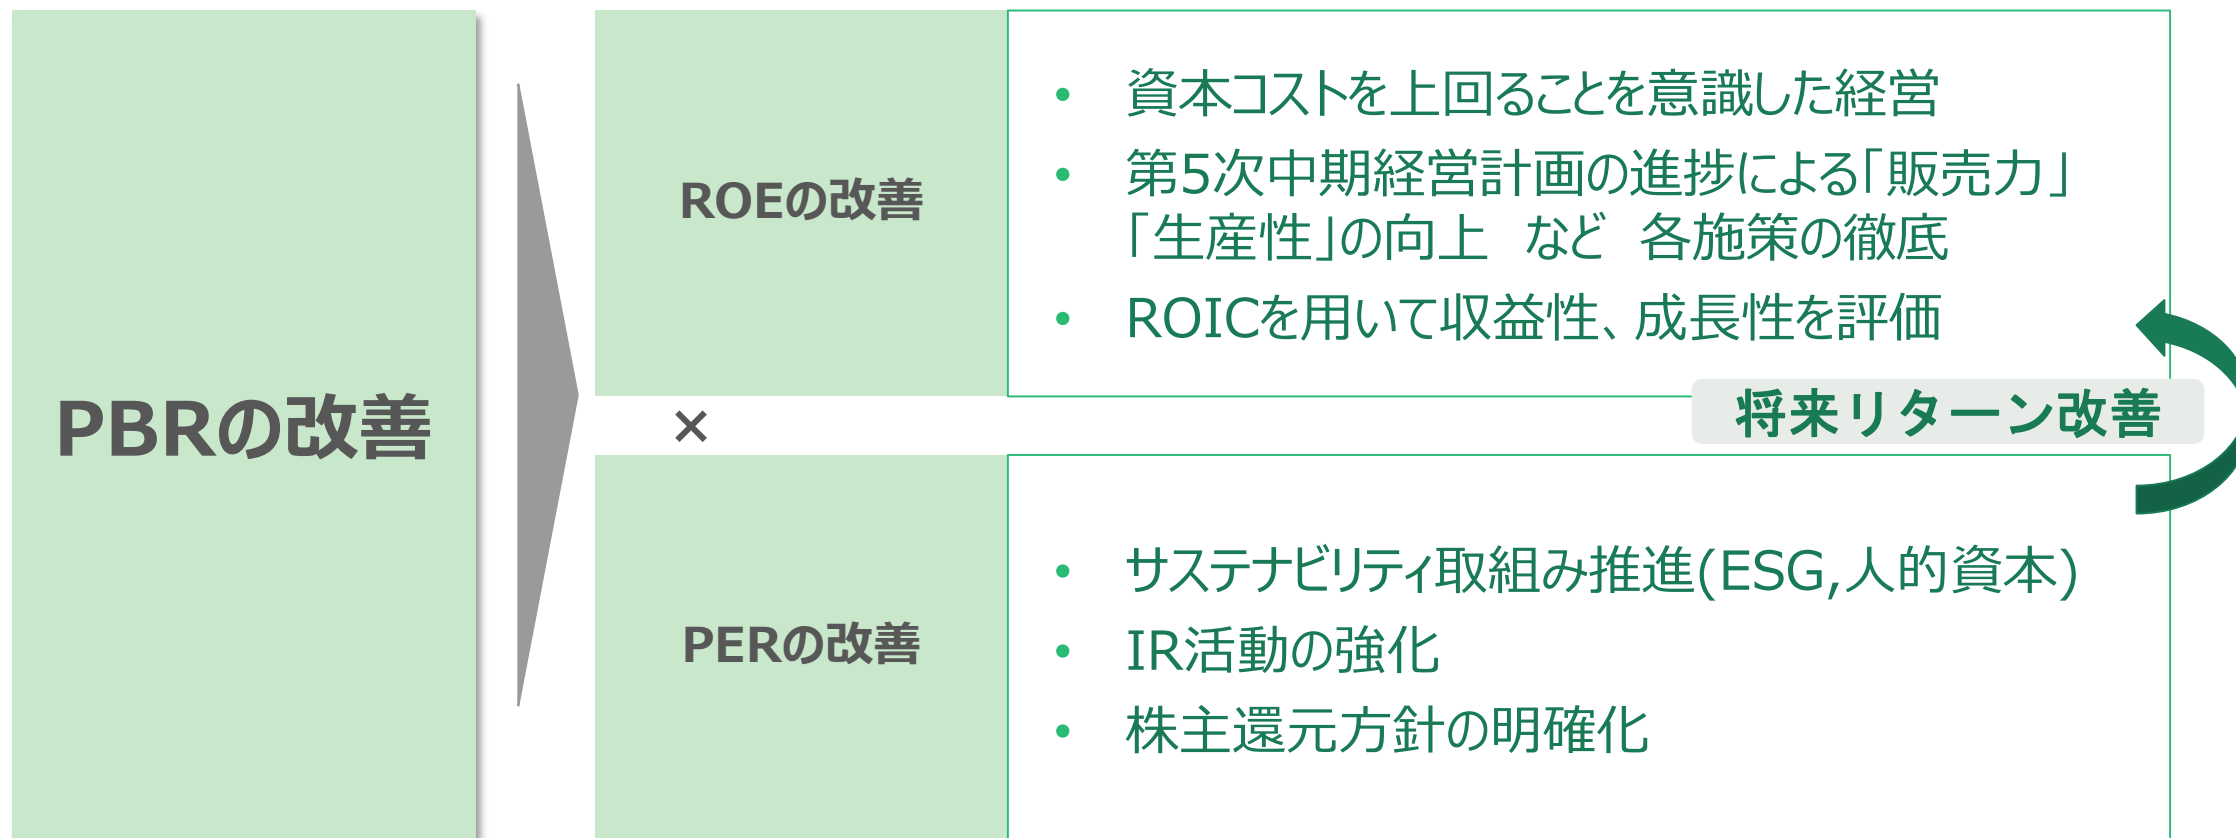 PBRの改善
ROEの改善
• 資本コストを上回ることを意識した経営
• 第5次中期経営計画の進捗による「販売力」
「生産性」の向上　など　各施策の徹底
• ROICを用いて収益性、成長性を評価
×
将来リターン改善
PERの改善
• サステナビリティ取組み推進(ESG,人的資本)
• IR活動の強化
• 株主還元方針の明確化